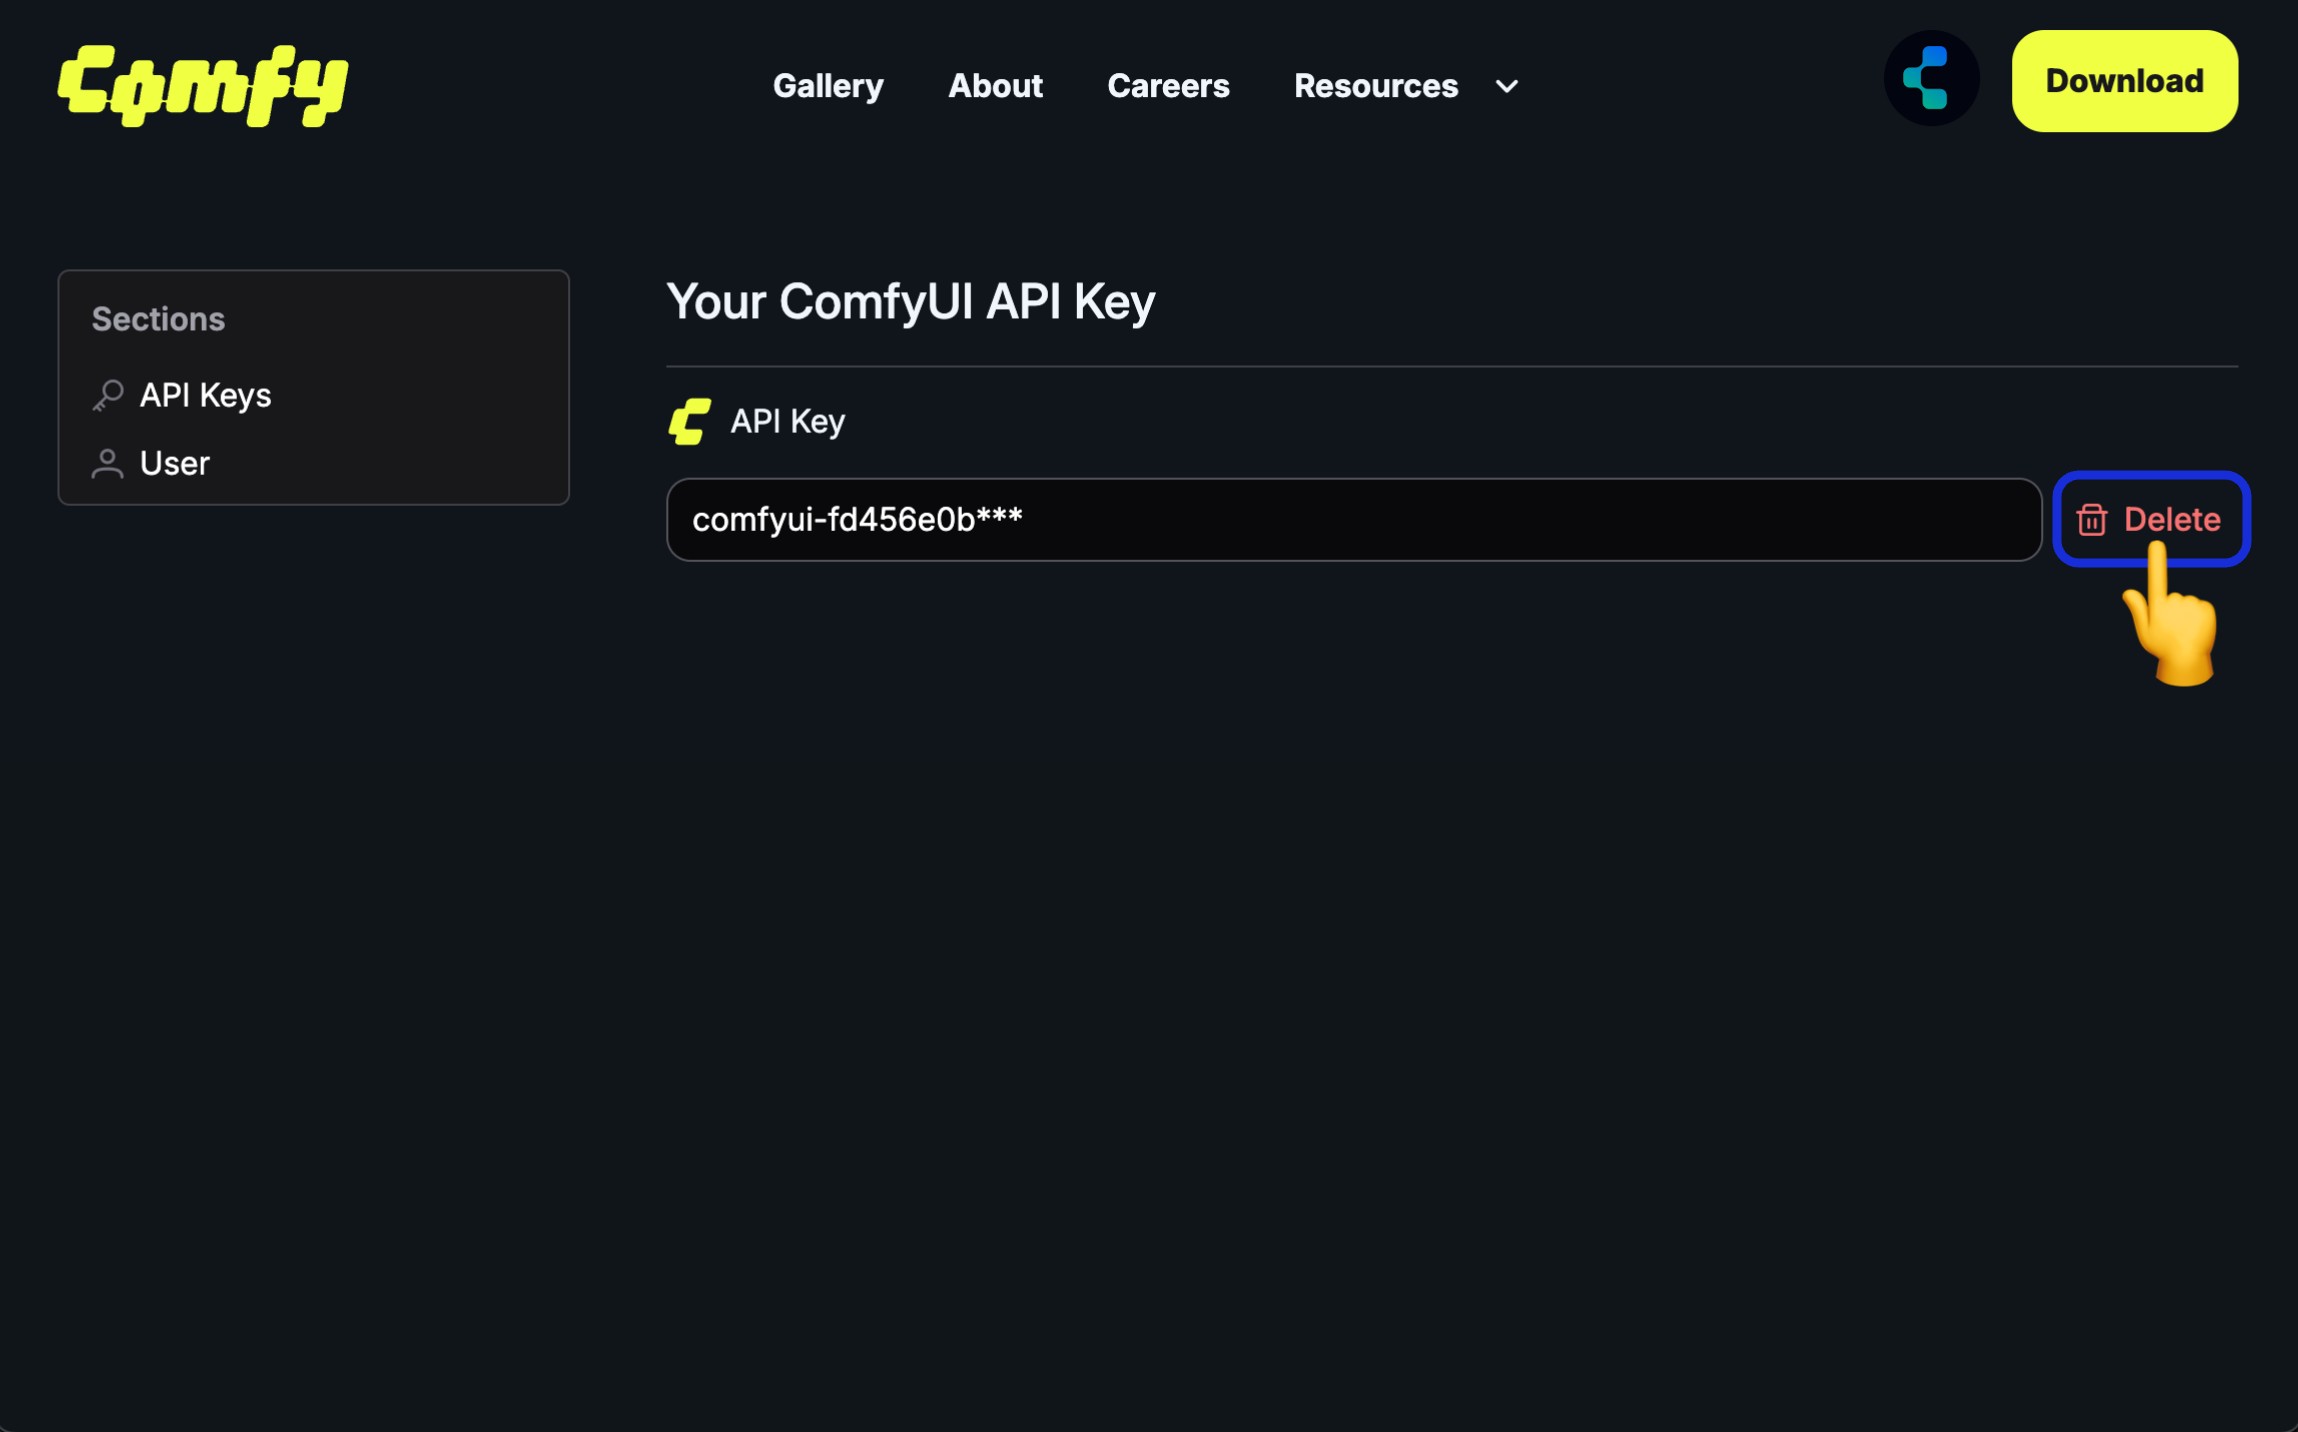 Comfy
Gallery About Careers Resources
Download
Sections
API Keys
User
Your ComfyUI API Key
API Key
comfyui-fd456e0b***
Delete